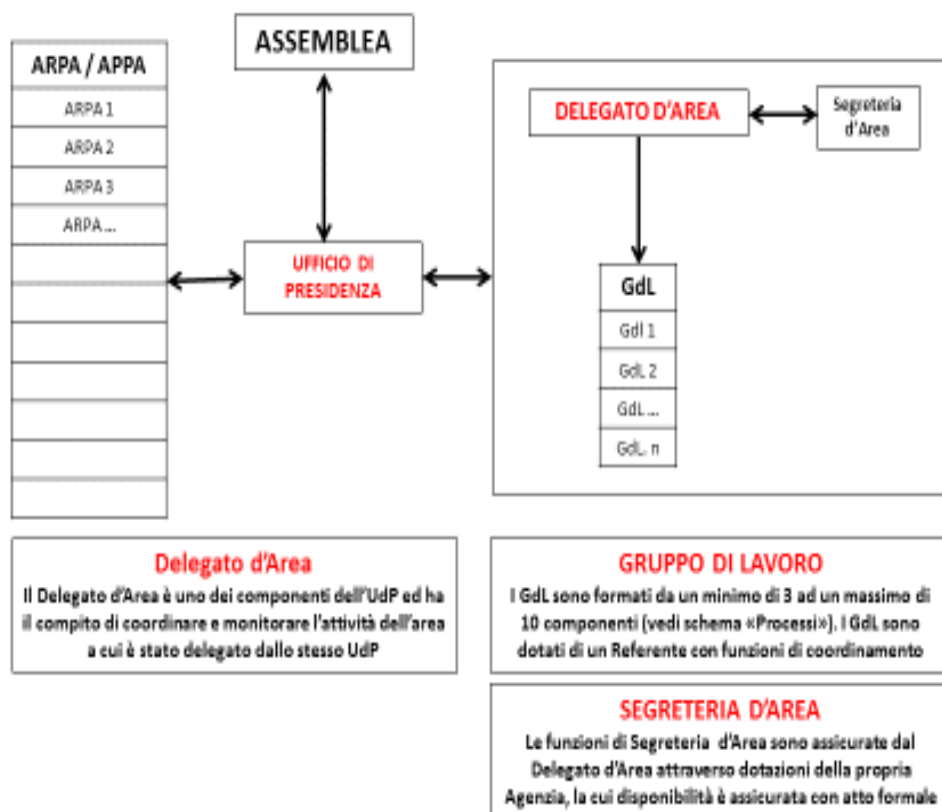 ASSEMBLEA
ARPA / APPA
ARPA 1
ARPA 2
ARPA 3
ARPA ...
UFFICIO DI
PRESIDENZA
DELEGATO D'AREA
Segreteria
d'Area
GdL
Gdl 1
GdL 2
GdL ...
GdL. n
Delegato d'Area
Il Delegato d'Area è uno dei componenti dell'UdP ed ha
il compito di coordinare e monitorare l'attività dell'area
a cui è stato delegato dallo stesso UdP
GRUPPO DI LAVORO
I GdL sono formati da un minimo di 3 ad un massimo di
10 componenti (vedi schema «Processi»). I GdL sono
dotati di un Referente con funzioni di coordinamento
SEGRETERIA D'AREA
Le funzioni di Segreteria d'Area sono assicurate dal
Delegato d'Area attraverso dotazioni della propria
Agenzia, la cui disponibilità è assicurata con atto formale